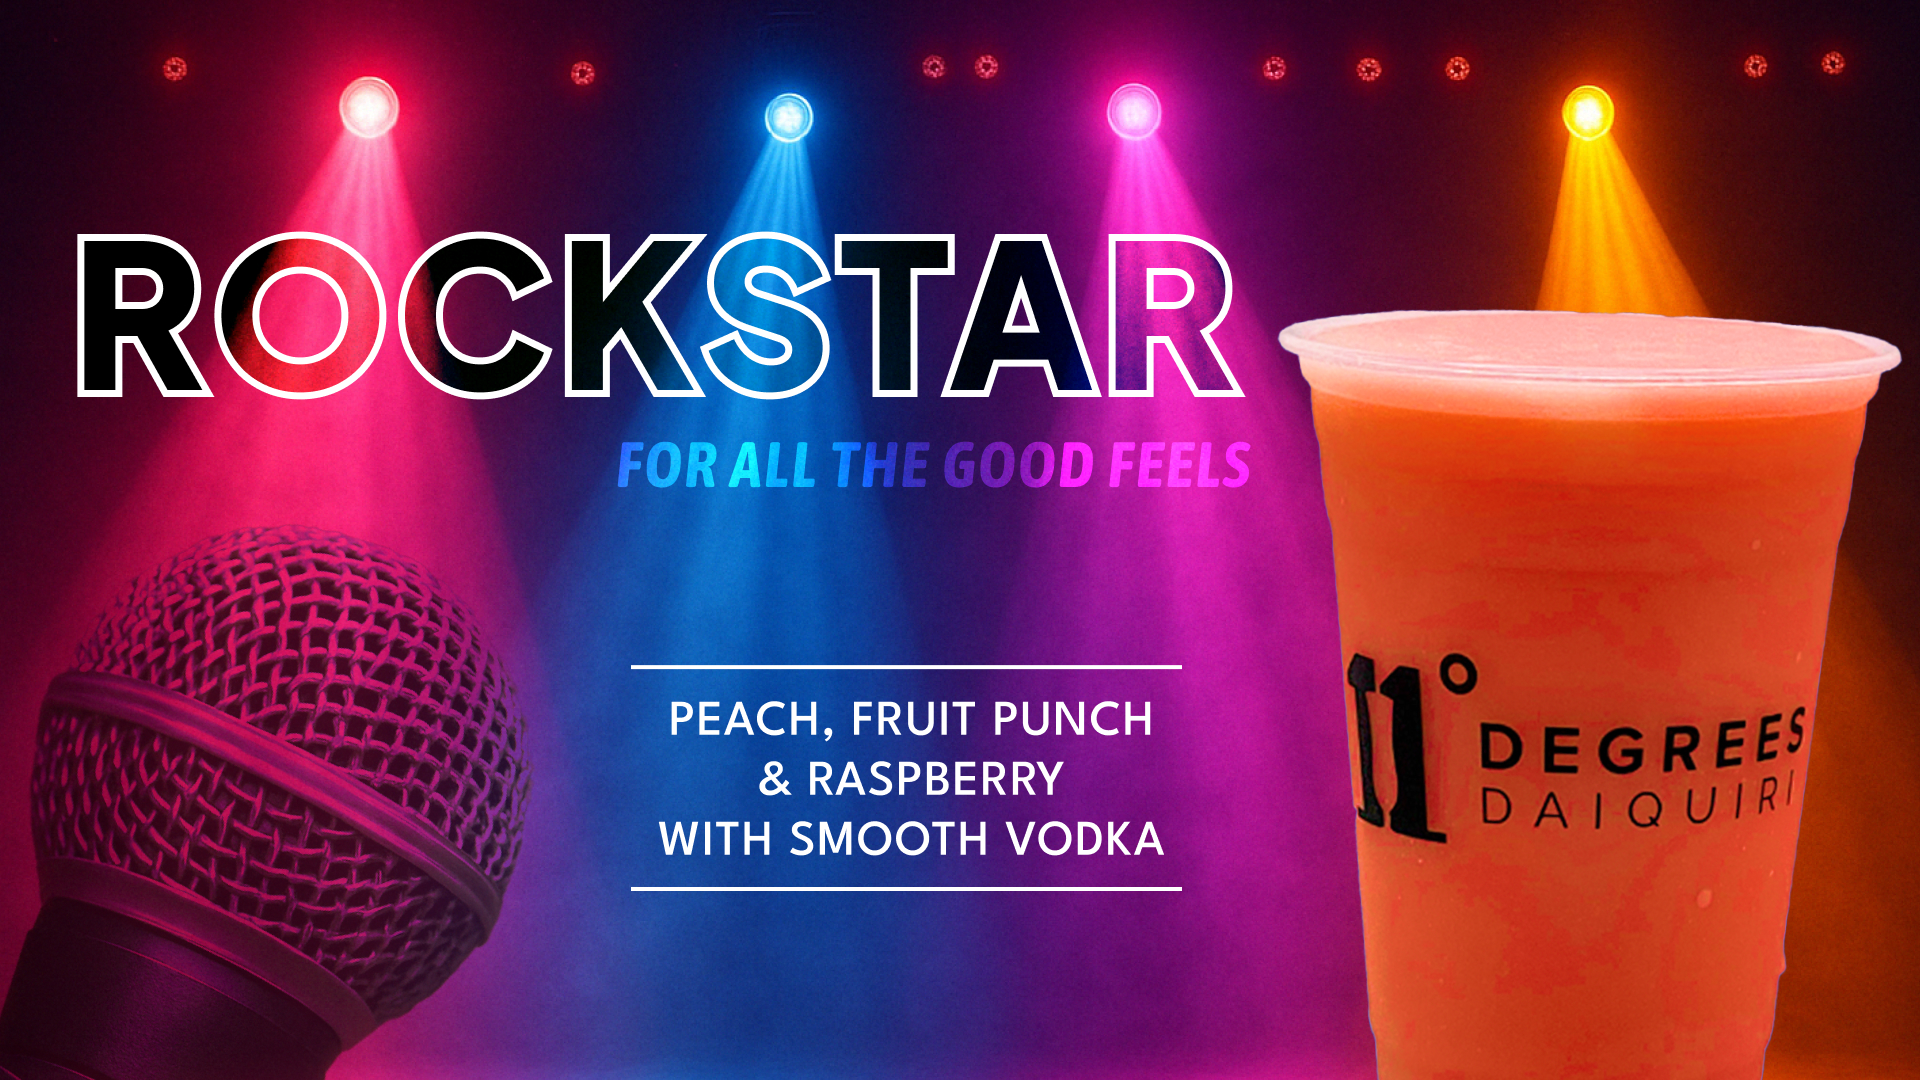 ROCKSTAR
FOR ALL THE GOOD FEELS
PEACH, FRUIT PUNCH
& RASPBERRY
WITH SMOOTH VODKA
11°
DEGREES
DAIQUIRI